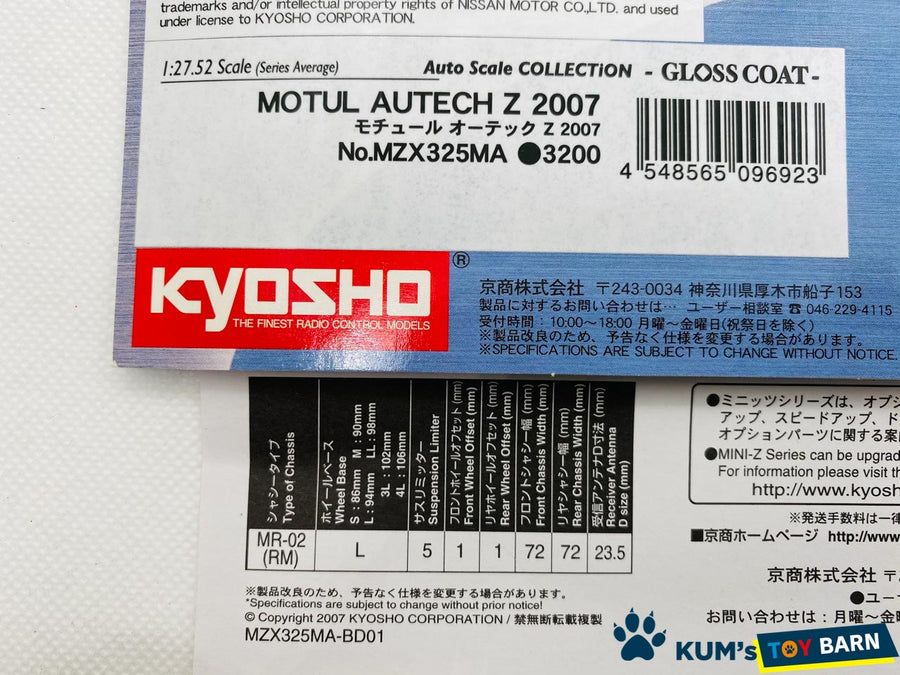 trademarks and/or intellectual property rights of NISSAN MOTOR CO.,LTD. and used
under license to KYOSHO CORPORATION.
1:27.52 Scale (Series Average)
Auto Scale COLLECTiON - GLOSS COAT -
MOTUL AUTECH Z 2007
モチュール オーテック Z 2007
No.MZX325MA ●3200
4 548565 096923
KYOSHO ®
THE FINEST RADIO CONTROL MODELS
京商株式会社 〒243-0034 神奈川県厚木市船子153
製品に対するお問い合わせは… ユーザー相談室 ☎ 046-229-4115
受付時間:10:00〜18:00 月曜〜金曜日(祝祭日を除く)
※製品改良のため、予告なく仕様を変更する場合があります。
※SPECIFICATIONS ARE SUBJECT TO CHANGE WITHOUT NOTICE.
シャシータイプ
Type of Chassis
ホイールベース
Wheel Base
S : 86mm M : 90mm
L : 94mm LL : 98mm
3L : 102mm
4L : 106mm
サスリミッター
Suspension Limiter
フロントホイールオフセット (mm)
Front Wheel Offset (mm)
リヤホイールオフセット (mm)
Rear Wheel Offset (mm)
フロントシャシー幅 (mm)
Front Chassis Width (mm)
リヤシャシー幅 (mm)
Rear Chassis Width (mm)
受信アンテナロ寸法
Receiver Antenna
D size (mm)
MR-02
(RM)
L
5
1
1
72
72
23.5
※製品改良のため、予告なく仕様を変更する場合があります。
*Specifications are subject to change without prior notice!
© Copyright 2007 KYOSHO CORPORATION / 禁無断転載複製
MZX325MA-BD01
●ミニッツシリーズは、オプシ
アップ、スピードアップ、ド
オプションパーツに関する案
●MINI-Z Series can be upgrad
For information please visit th
http://www.kyosh
※発送手数料は一律
■京商ホームページ http://www
京商株式会社 〒2
●ユー
お問い合わせは:月曜〜金
KUM's TOY BARN